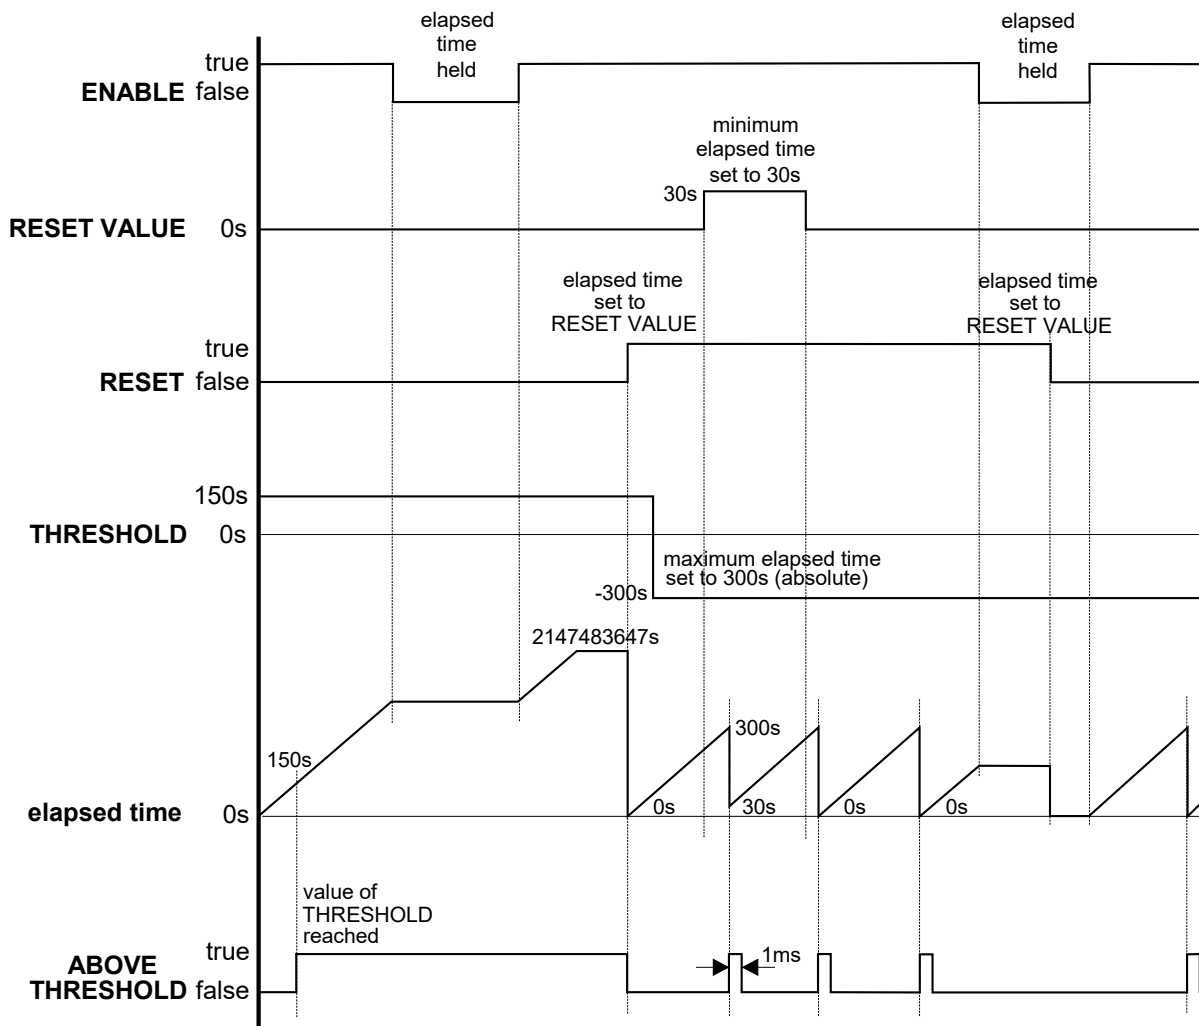 elapsed
time
held
elapsed
time
held
true
ENABLE false
minimum
elapsed time
set to 30s
30s
RESET VALUE 0s
elapsed time
set to
RESET VALUE
elapsed time
set to
RESET VALUE
true
RESET false
150s
THRESHOLD 0s
maximum elapsed time
set to 300s (absolute)
-300s
2147483647s
150s
300s
elapsed time 0s
0s
30s
0s
0s
value of
THRESHOLD
reached
true
ABOVE
THRESHOLD false
1ms